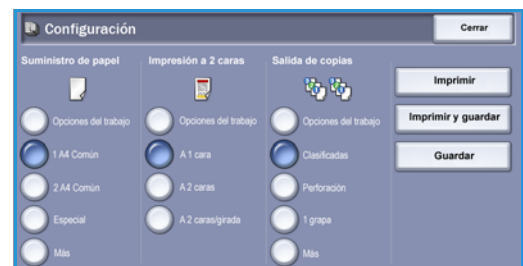 Configuración
Cerrar
Suministro de papel
Impresión a 2 caras
Salida de copias
Opciones del trabajo
Opciones del trabajo
Opciones del trabajo
1 A4 Común
A 1 cara
Clasificadas
2 A4 Común
A 2 caras
Perforación
Especial
A 2 caras/girada
1 grapa
Más
Más
Imprimir
Imprimir y guardar
Guardar